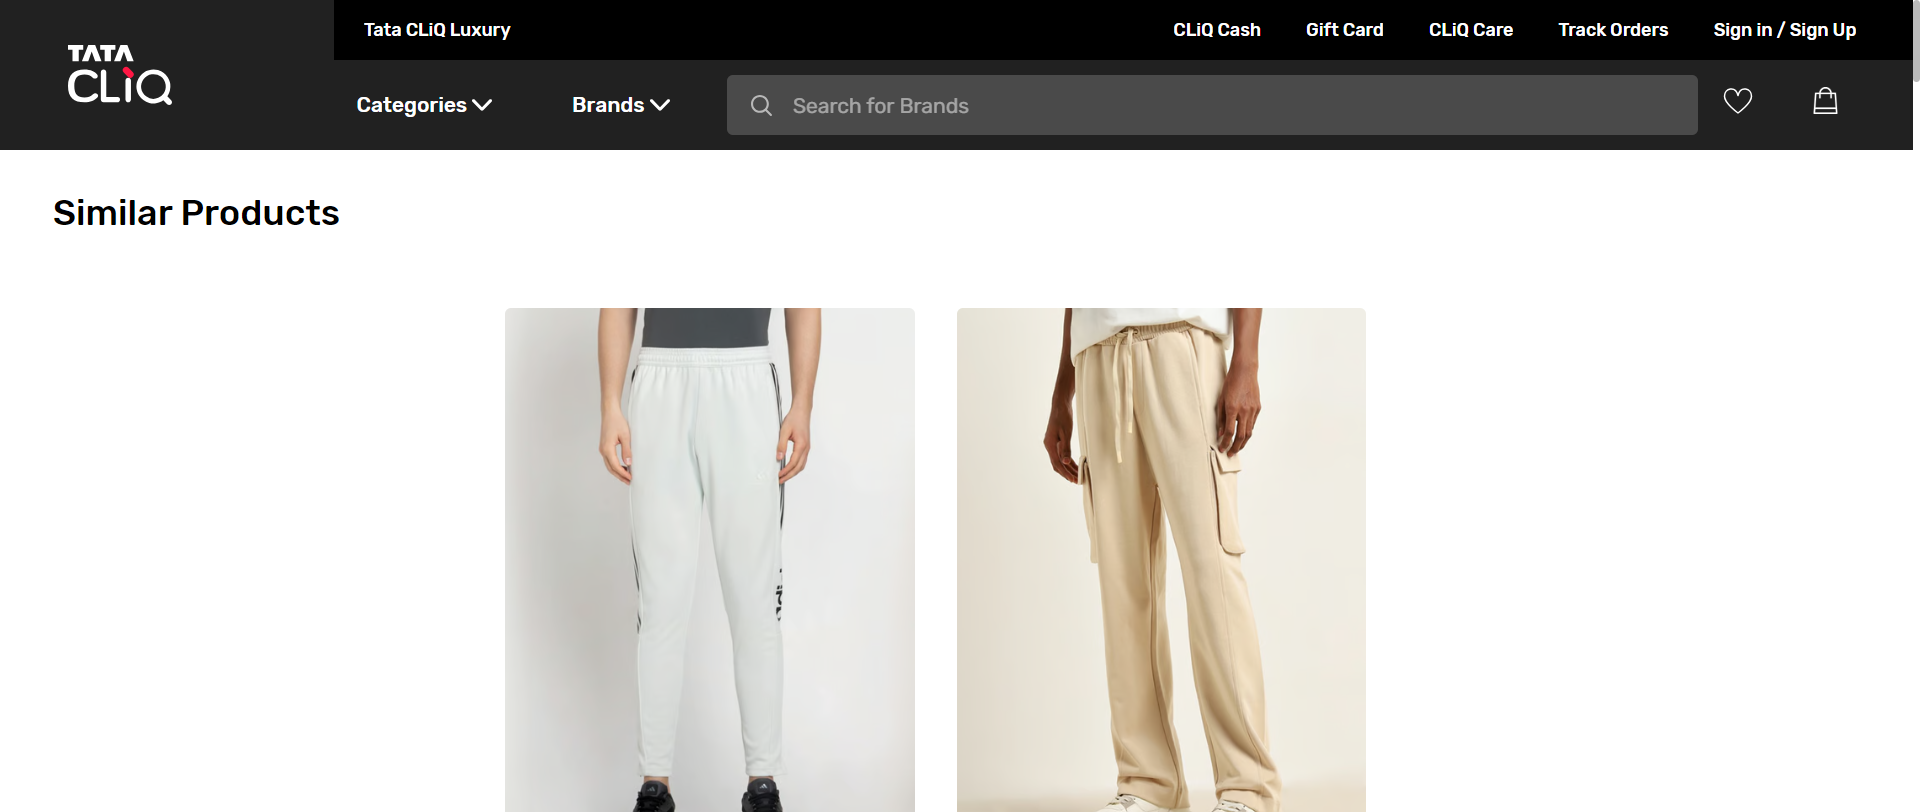 Tata CLiQ Luxury
CLiQ Cash
Gift Card
CLiQ Care
Track Orders
Sign in / Sign Up
TATA
CLiQ
Categories
Brands
Search for Brands
Similar Products